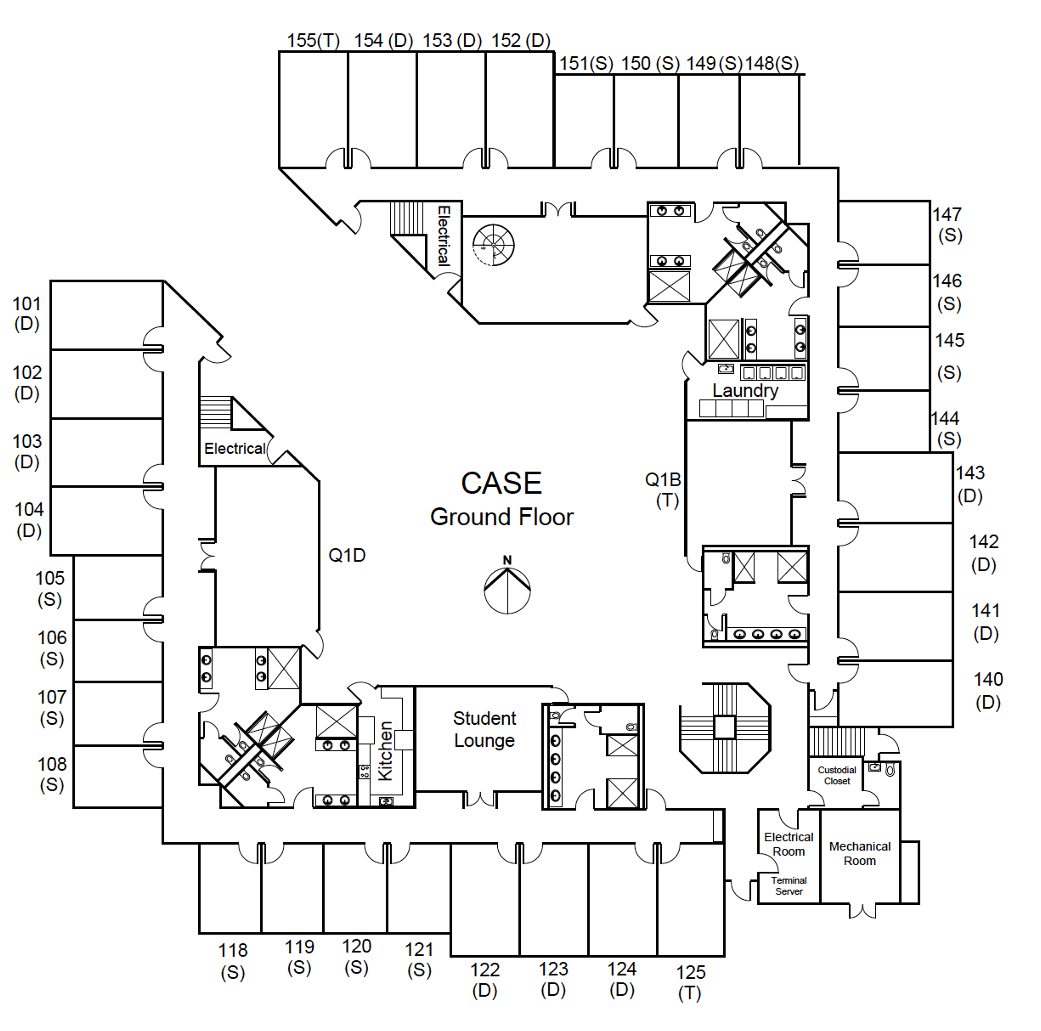 155(T) 154 (D) 153 (D) 152 (D)
151(S) 150 (S) 149 (S) 148(S)
Electrical
147
(S)
146
(S)
145
(S)
144
(S)
101
(D)
102
(D)
103
(D)
104
(D)
Electrical
Laundry
CASE
Ground Floor
N
Q1B
(T)
Q1D
143
(D)
142
(D)
141
(D)
140
(D)
105
(S)
106
(S)
107
(S)
108
(S)
Kitchen
Student
Lounge
Custodial
Closet
Electrical
Room
Terminal
Server
Mechanical
Room
118
(S)
119
(S)
120
(S)
121
(S)
122
(D)
123
(D)
124
(D)
125
(T)